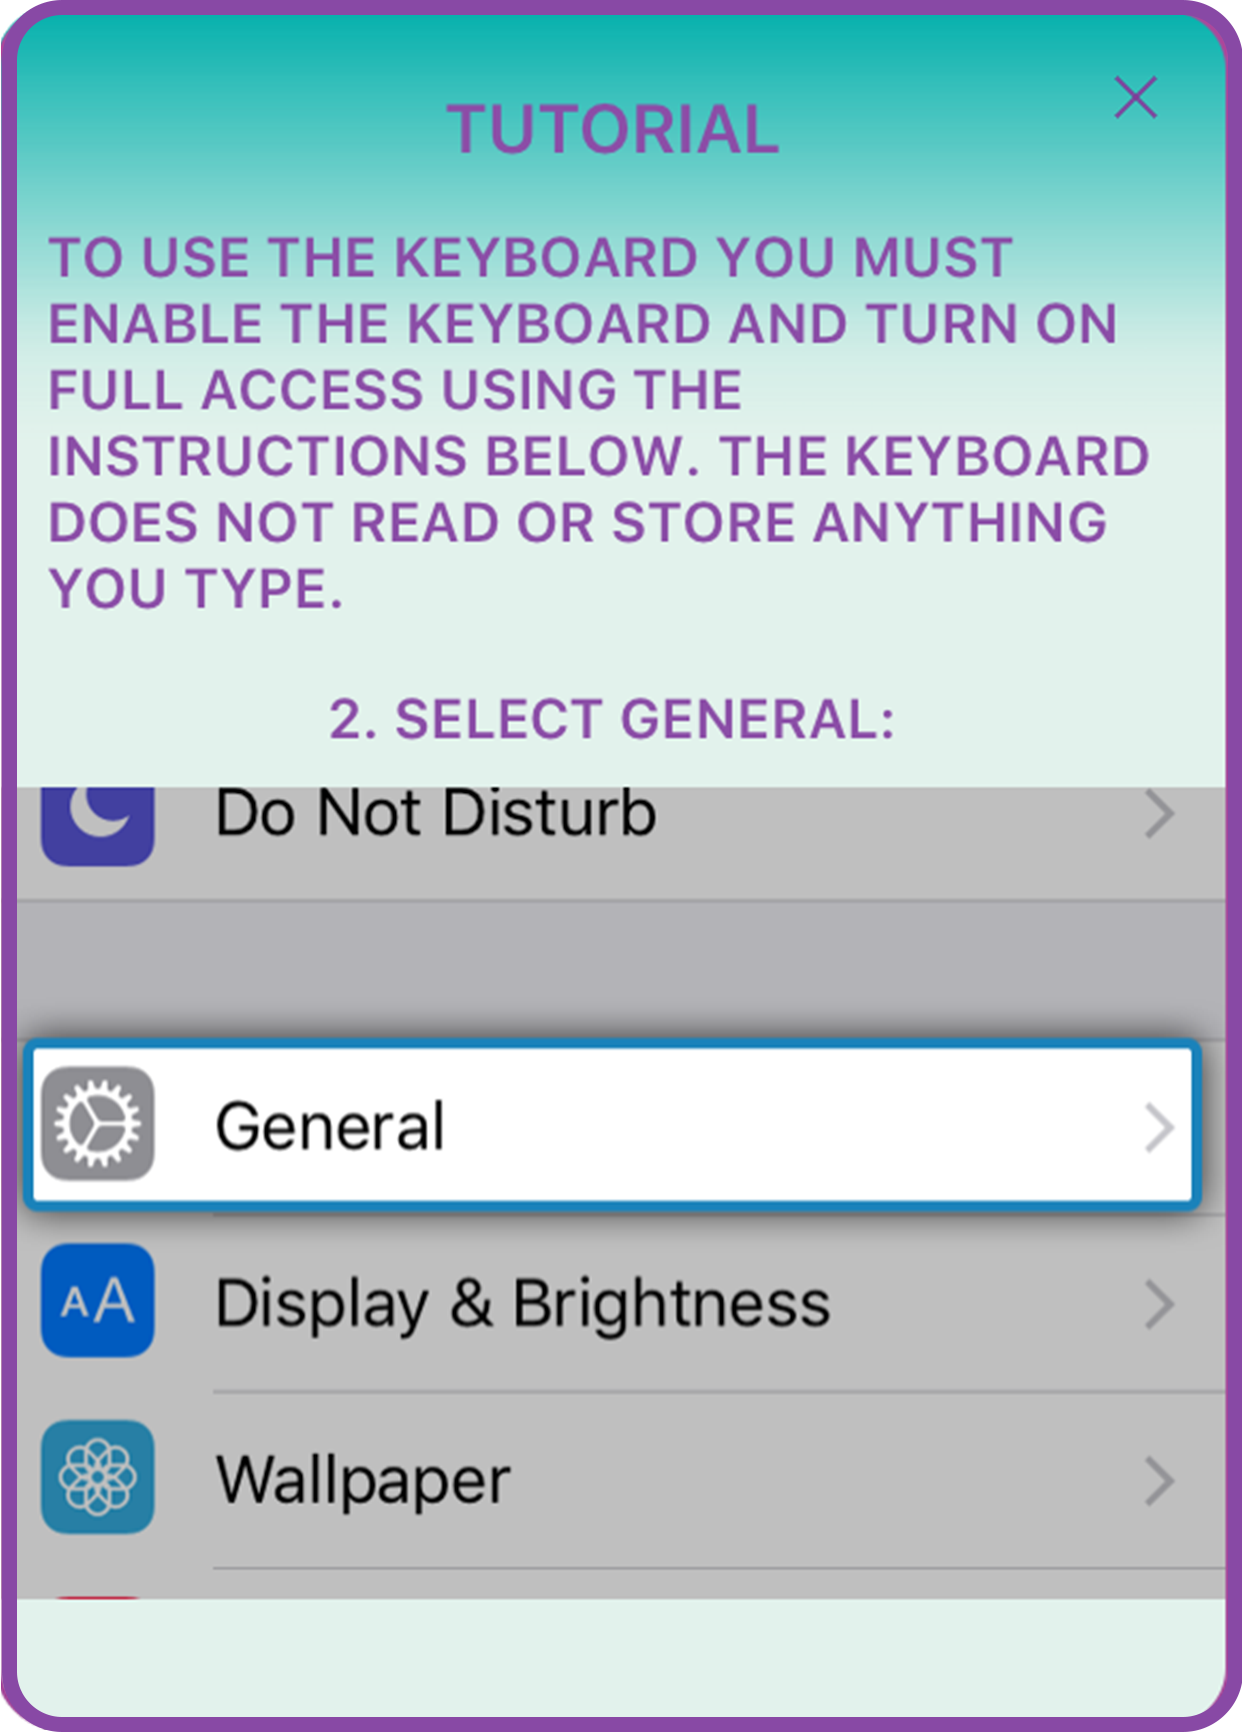 TUTORIAL
TO USE THE KEYBOARD YOU MUST
ENABLE THE KEYBOARD AND TURN ON
FULL ACCESS USING THE
INSTRUCTIONS BELOW. THE KEYBOARD
DOES NOT READ OR STORE ANYTHING
YOU TYPE.
2. SELECT GENERAL:
Do Not Disturb
General
AA Display & Brightness
Wallpaper